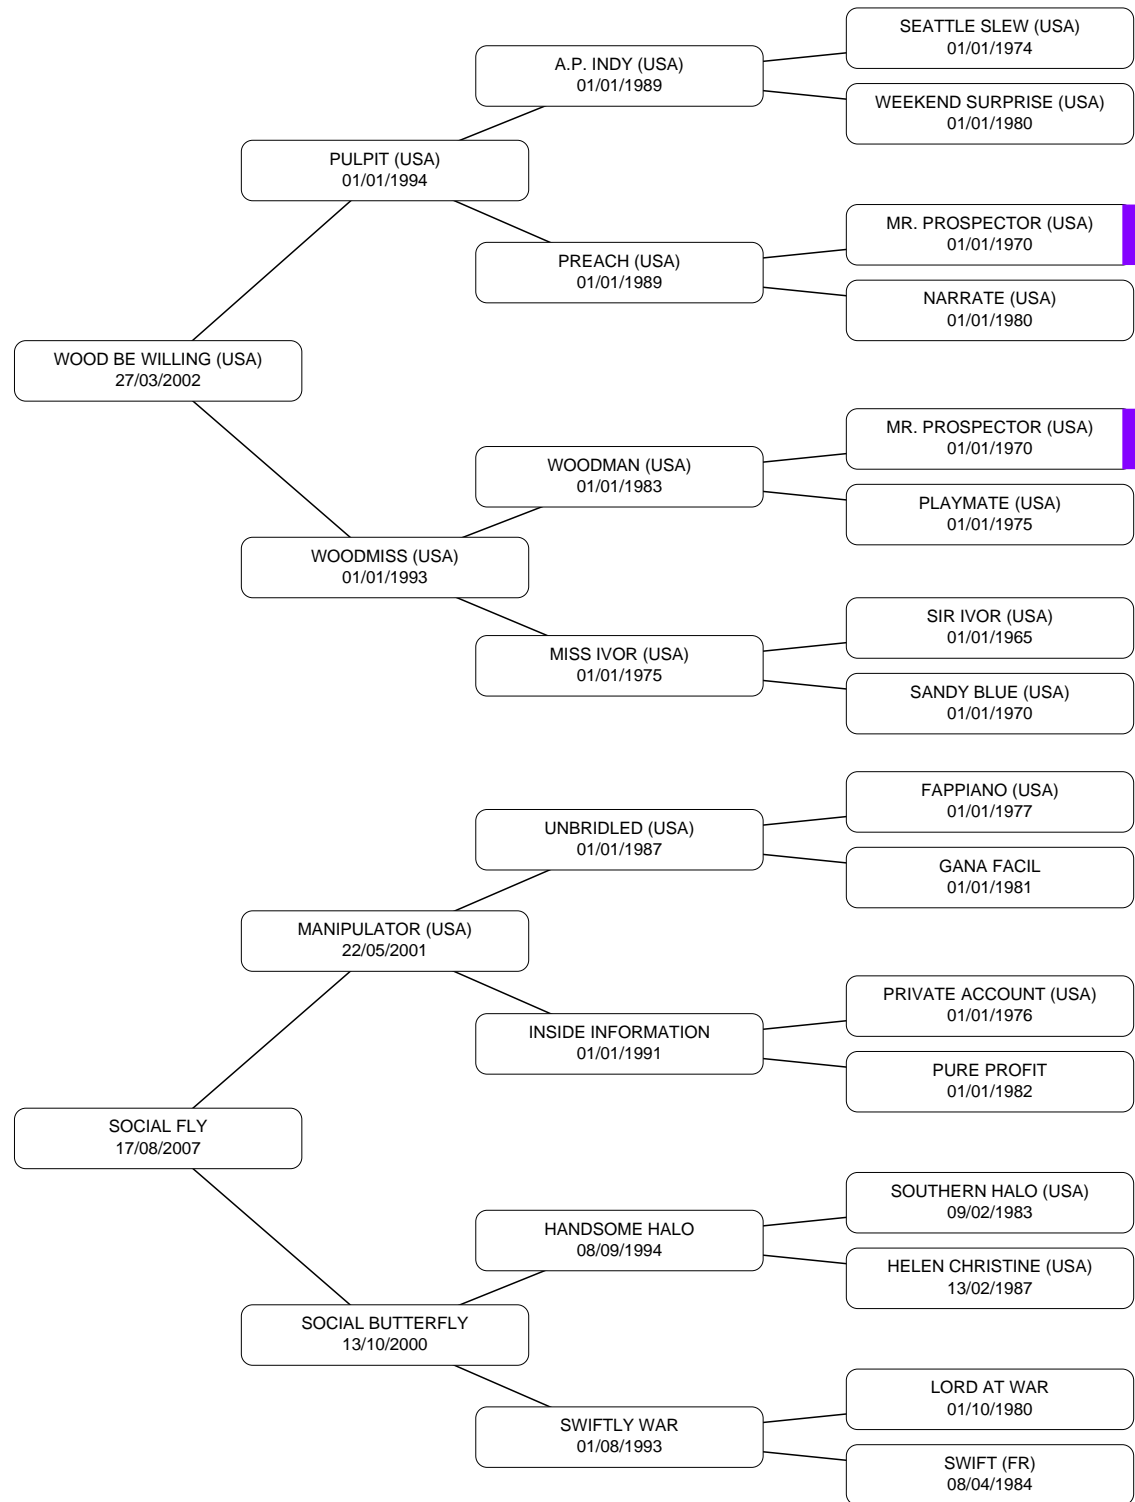 SEATTLE SLEW (USA)
01/01/1974
A.P. INDY (USA)
01/01/1989
WEEKEND SURPRISE (USA)
01/01/1980
PULPIT (USA)
01/01/1994
MR. PROSPECTOR (USA)
01/01/1970
PREACH (USA)
01/01/1989
NARRATE (USA)
01/01/1980
WOOD BE WILLING (USA)
27/03/2002
MR. PROSPECTOR (USA)
01/01/1970
WOODMAN (USA)
01/01/1983
PLAYMATE (USA)
01/01/1975
WOODMISS (USA)
01/01/1993
SIR IVOR (USA)
01/01/1965
MISS IVOR (USA)
01/01/1975
SANDY BLUE (USA)
01/01/1970
FAPPIANO (USA)
01/01/1977
UNBRIDLED (USA)
01/01/1987
GANA FACIL
01/01/1981
MANIPULATOR (USA)
22/05/2001
PRIVATE ACCOUNT (USA)
01/01/1976
INSIDE INFORMATION
01/01/1991
PURE PROFIT
01/01/1982
SOCIAL FLY
17/08/2007
SOUTHERN HALO (USA)
09/02/1983
HANDSOME HALO
08/09/1994
HELEN CHRISTINE (USA)
13/02/1987
SOCIAL BUTTERFLY
13/10/2000
LORD AT WAR
01/10/1980
SWIFTLY WAR
01/08/1993
SWIFT (FR)
08/04/1984